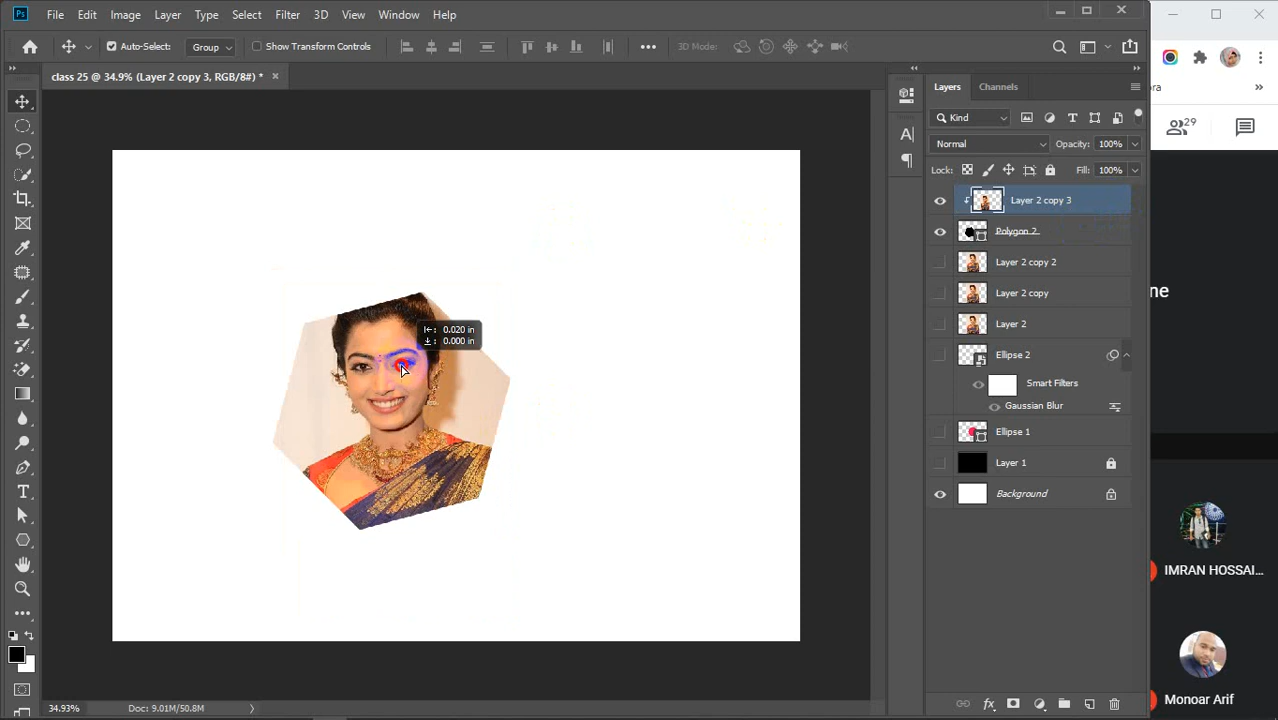 Ps File Edit Image Layer Type Select Filter 3D View Window Help
Auto-Select: Group Show Transform Controls 3D Mode:
class 25 @ 34.9% (Layer 2 copy 3, RGB/8#) *
Layers Channels
Kind
Normal Opacity: 100%
Lock: Fill: 100%
Layer 2 copy 3
Polygon 2
Layer 2 copy 2
Layer 2 copy
Layer 2
Ellipse 2
Smart Filters
Gaussian Blur
Ellipse 1
Layer 1
Background
0.020 in
0.000 in
34.93% Doc: 9.01M/50.8M
ora
29
ne
IMRAN HOSSAI...
Monoar Arif